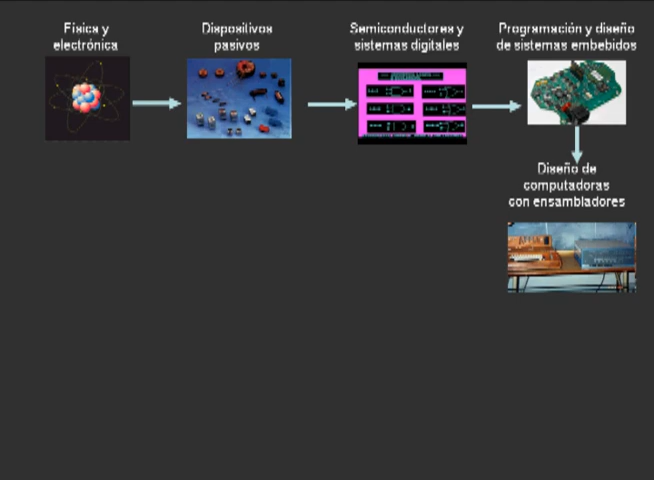 Física y
electrónica
Dispositivos
pasivos
Semiconductores y
sistemas digitales
Programación y diseño
de sistemas embebidos
Diseño de
computadoras
con ensambladores